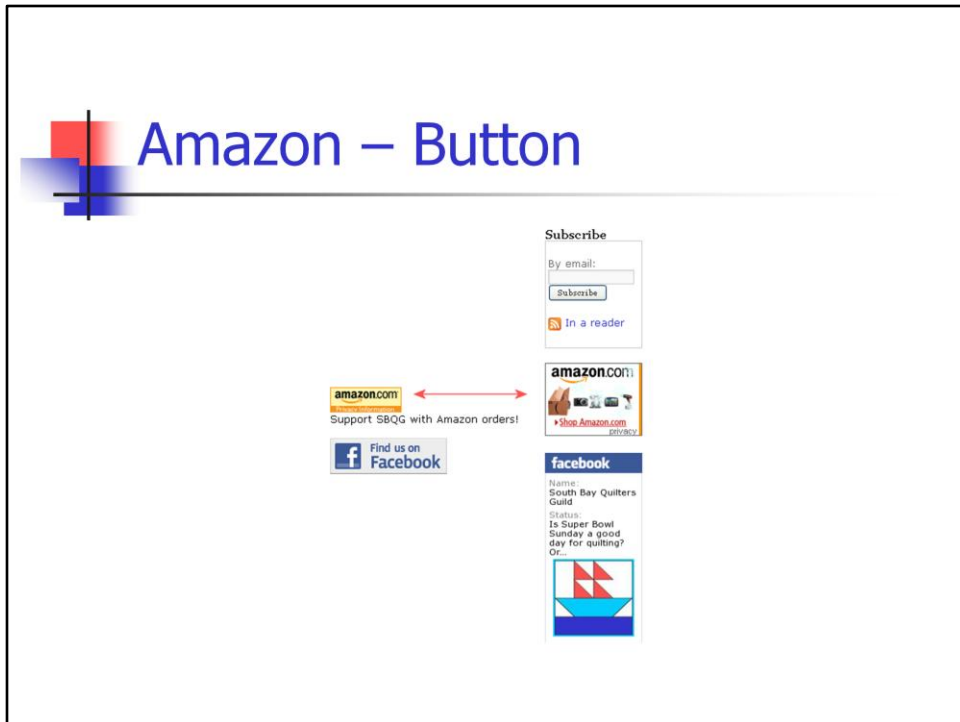 Amazon – Button
amazon.com
Privacy Information
Support SBQG with Amazon orders!
Find us on
Facebook
Subscribe
By email:
Subscribe
In a reader
amazon.com
Shop Amazon.com
privacy
facebook
Name:
South Bay Quilters
Guild
Status:
Is Super Bowl
Sunday a good
day for quilting?
Or...